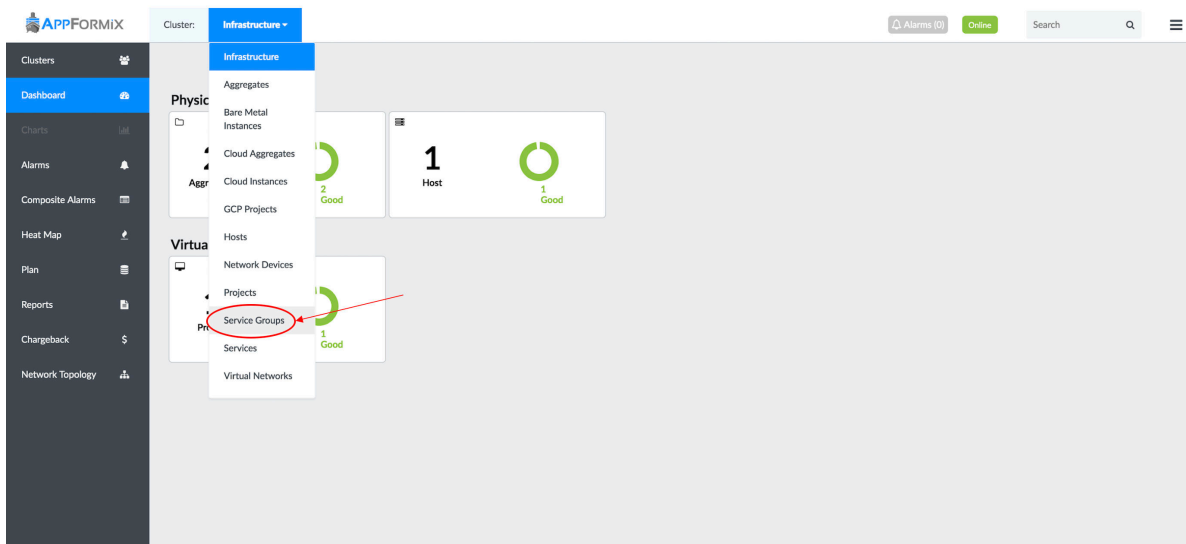 APPFORMIX
Cluster:
Infrastructure
Alarms (0)
Online
Search
Clusters
Dashboard
Charts
Alarms
Composite Alarms
Heat Map
Plan
Reports
Chargeback
Network Topology
Infrastructure
Aggregates
Bare Metal
Instances
Cloud Aggregates
Cloud Instances
GCP Projects
Hosts
Network Devices
Projects
Service Groups
Services
Virtual Networks
Physic
Aggr
2
Good
1
Host
1
Good
Virtua
Pro
1
Good